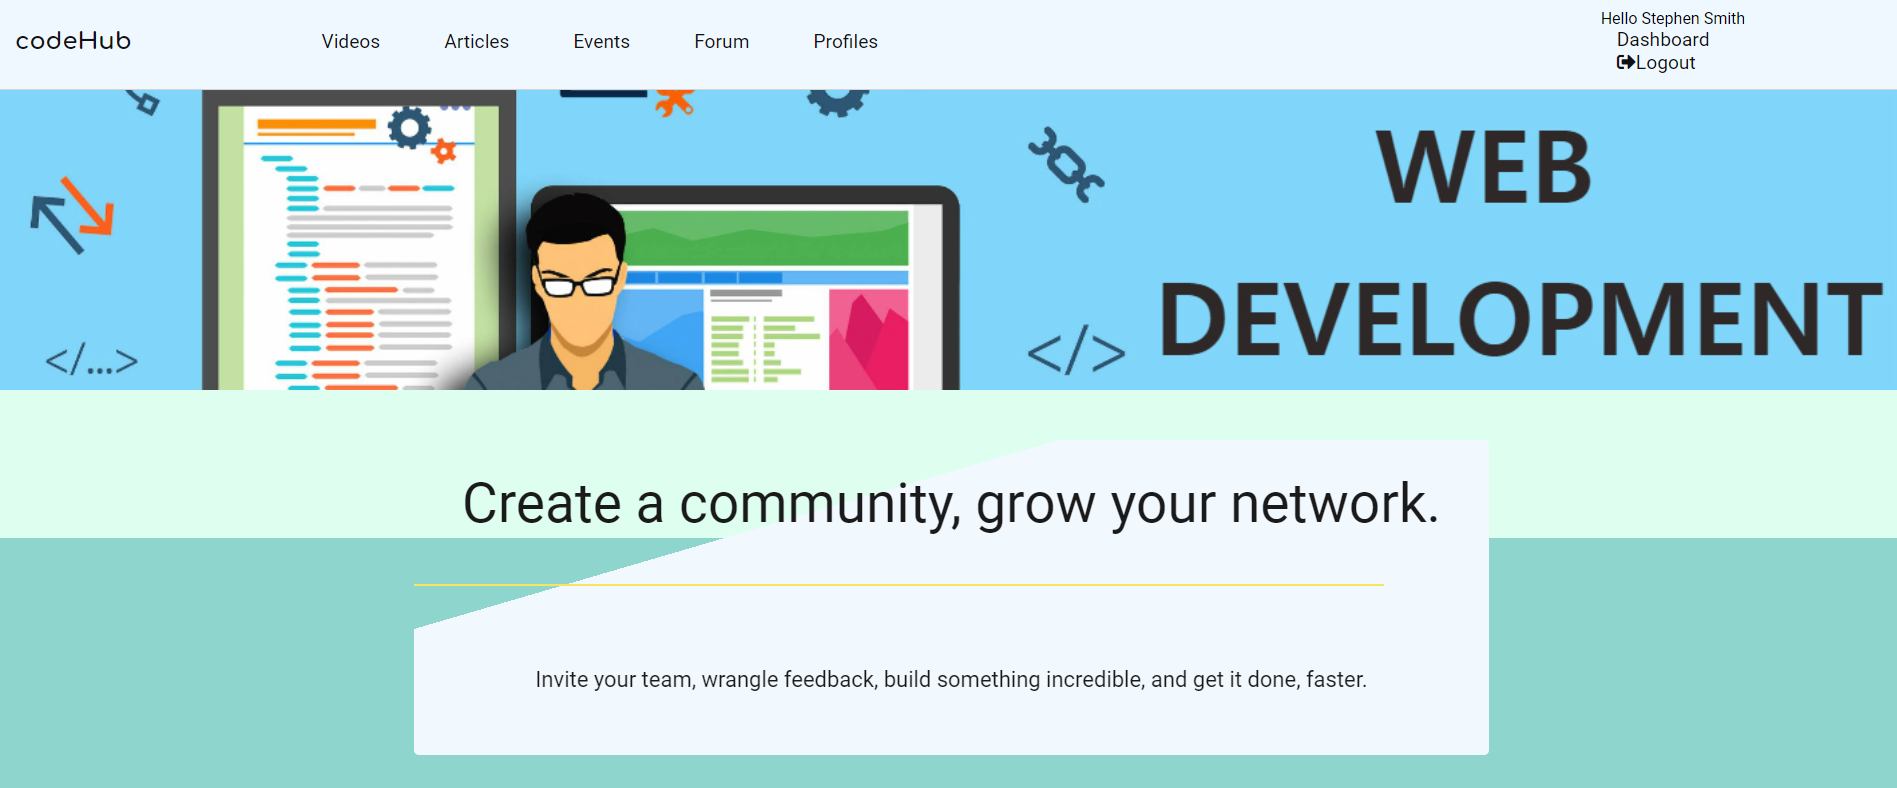 codeHub
Videos
Articles
Events
Forum
Profiles
Hello Stephen Smith
Dashboard
Logout
WEB
DEVELOPMENT
</...>
</>
Create a community, grow your network.
Invite your team, wrangle feedback, build something incredible, and get it done, faster.